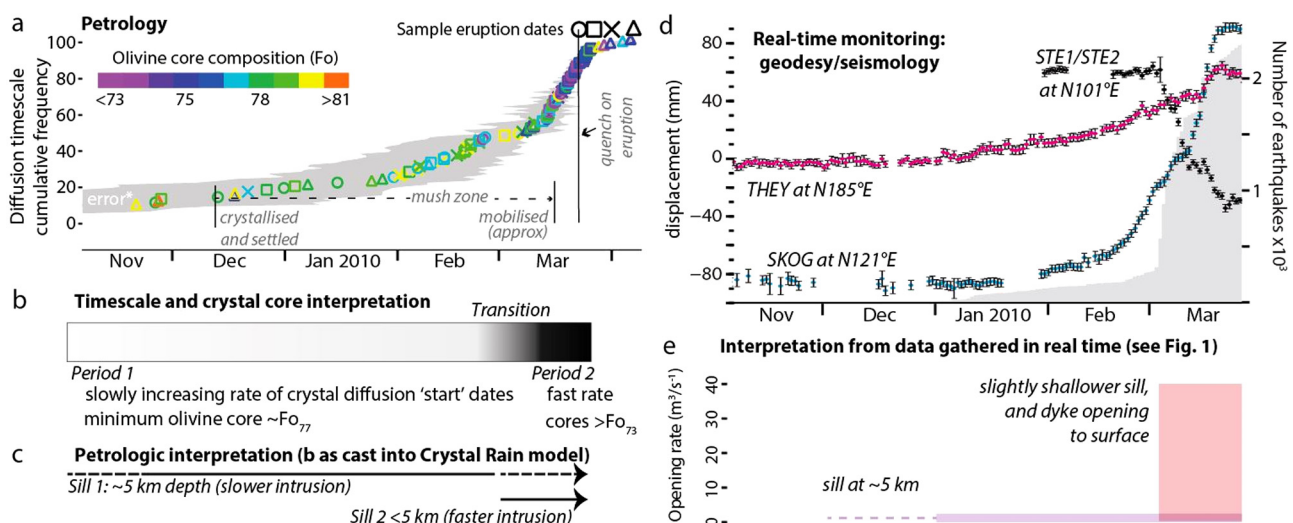 a
Petrology
Sample eruption dates
Olivine core composition (Fo)
<73
75
78
>81
Diffusion timescale
cumulative frequency
100
80
60
40
20
0
error*
crystallised
and settled
mush zone
mobilised
(approx)
quench on
eruption
Nov
Dec
Jan 2010
Feb
Mar
b
Timescale and crystal core interpretation
Transition
Period 1
Period 2
slowly increasing rate of crystal diffusion ‘start’ dates
minimum olivine core ~Fo77
fast rate
cores >Fo73
c
Petrologic interpretation (b as cast into Crystal Rain model)
Sill 1: ~5 km depth (slower intrusion)
Sill 2 <5 km (faster intrusion)
d
Real-time monitoring:
geodesy/seismology
STE1/STE2
at N101°E
THEY at N185°E
SKOG at N121°E
displacement (mm)
80
40
0
−40
−80
Number of earthquakes x10³
2
1
Nov
Dec
Jan 2010
Feb
Mar
e
Interpretation from data gathered in real time (see Fig. 1)
Opening rate (m³/s⁻¹)
40
30
20
10
0
slightly shallower sill,
and dyke opening
to surface
sill at ~5 km